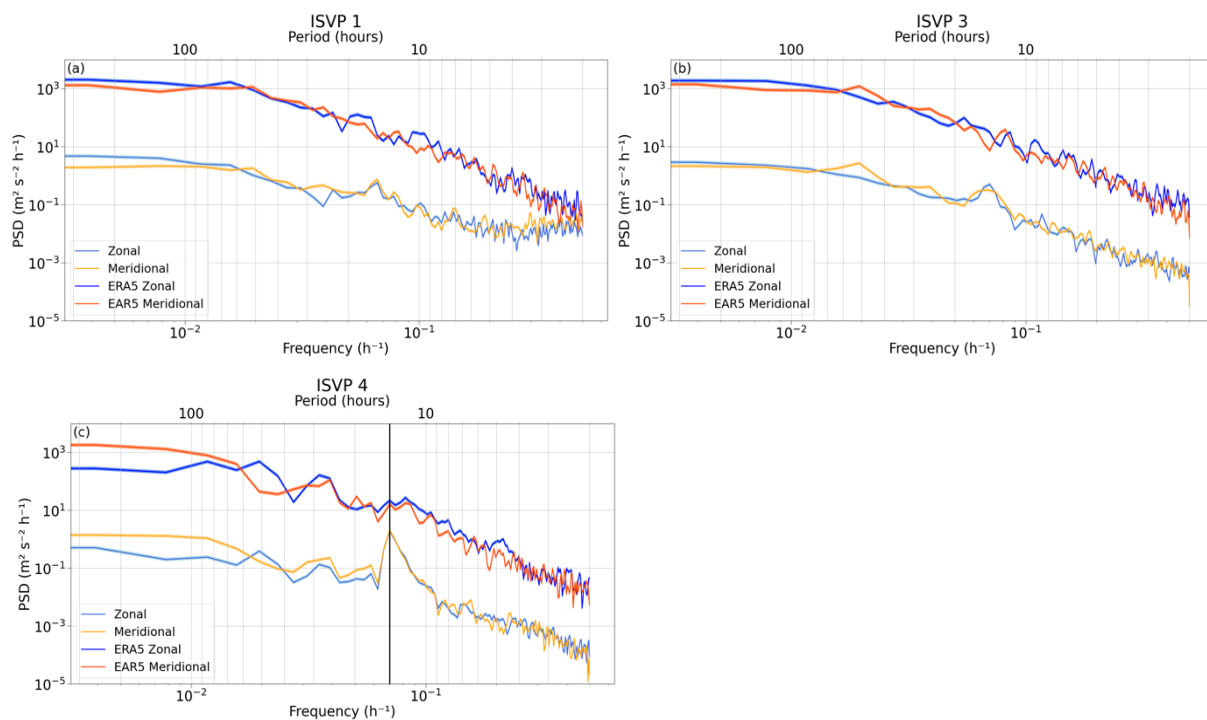 ISVP 1
Period (hours)
100 10
(a)
10³
10¹
10⁻¹
10⁻³
10⁻⁵
PSD (m² s⁻² h⁻¹)
Zonal
Meridional
ERA5 Zonal
EAR5 Meridional
10⁻² 10⁻¹
Frequency (h⁻¹)
ISVP 3
Period (hours)
100 10
(b)
10³
10¹
10⁻¹
10⁻³
10⁻⁵
PSD (m² s⁻² h⁻¹)
Zonal
Meridional
ERA5 Zonal
EAR5 Meridional
10⁻² 10⁻¹
Frequency (h⁻¹)
ISVP 4
Period (hours)
100 10
(c)
10³
10¹
10⁻¹
10⁻³
10⁻⁵
PSD (m² s⁻² h⁻¹)
Zonal
Meridional
ERA5 Zonal
EAR5 Meridional
10⁻² 10⁻¹
Frequency (h⁻¹)